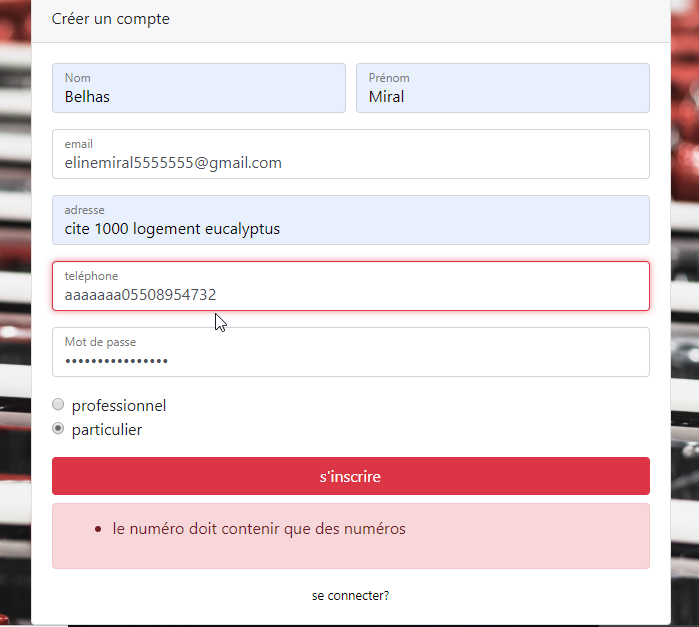 Créer un compte
Nom
Belhas
Prénom
Miral
email
elinemiral5555555@gmail.com
adresse
cite 1000 logement eucalyptus
teléphone
aaaaaaa05508954732
Mot de passe
••••••••••••••••
professionnel
particulier
s'inscrire
le numéro doit contenir que des numéros
se connecter?